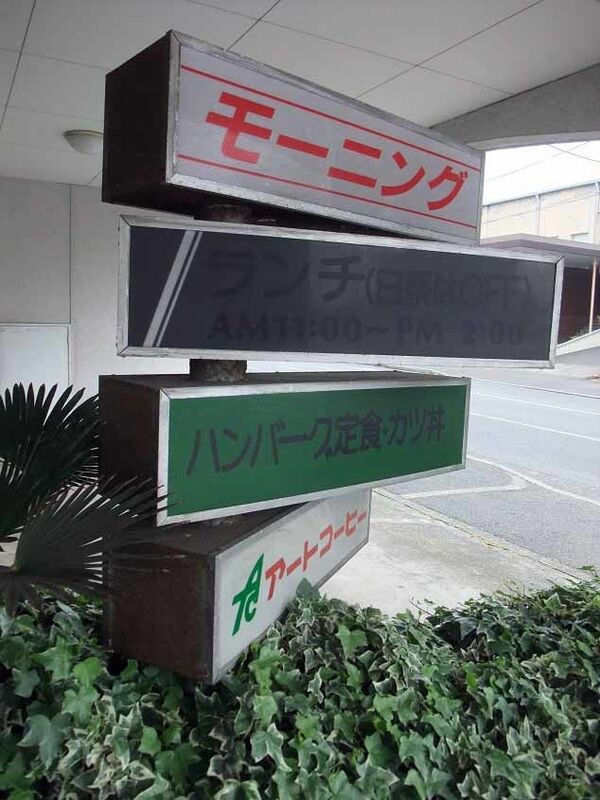 モーニング
ランチ(日祭はOFF)
AM11:00〜PM 2:00
ハンバーグ定食・カツ丼
AC アートコーヒー